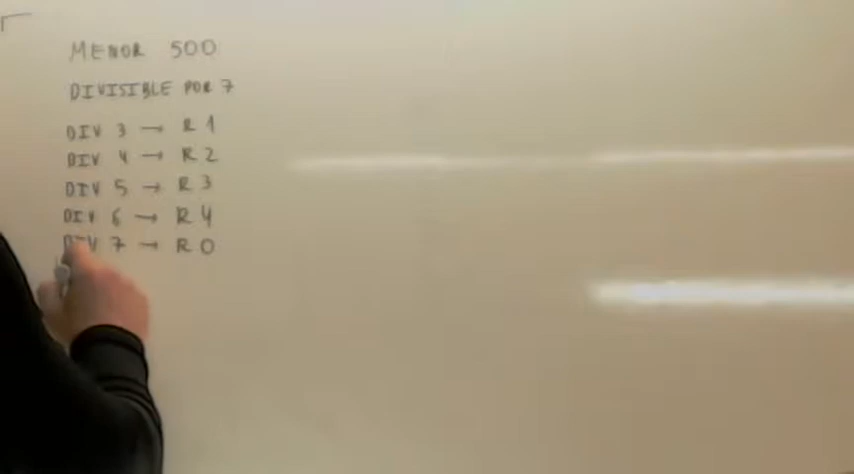 MENOR 500
DIVISIBLE POR 7
DIV 3 → R 1
DIV 4 → R 2
DIV 5 → R 3
DIV 6 → R 4
DIV 7 → R 0